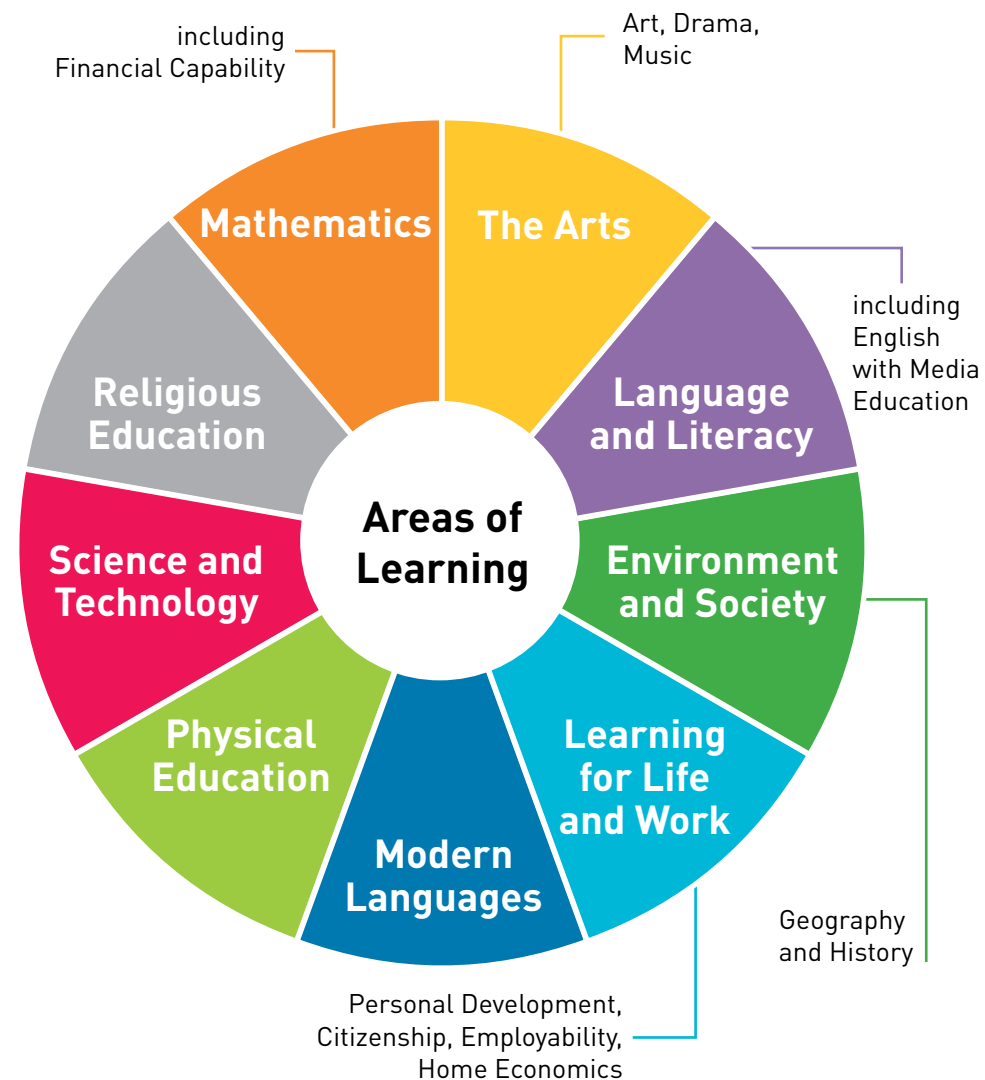 including
Financial Capability
Art, Drama,
Music
Mathematics
The Arts
including
English
with Media
Education
Religious
Education
Language
and Literacy
Areas of
Learning
Science and
Technology
Environment
and Society
Physical
Education
Learning
for Life
and Work
Modern
Languages
Geography
and History
Personal Development,
Citizenship, Employability,
Home Economics